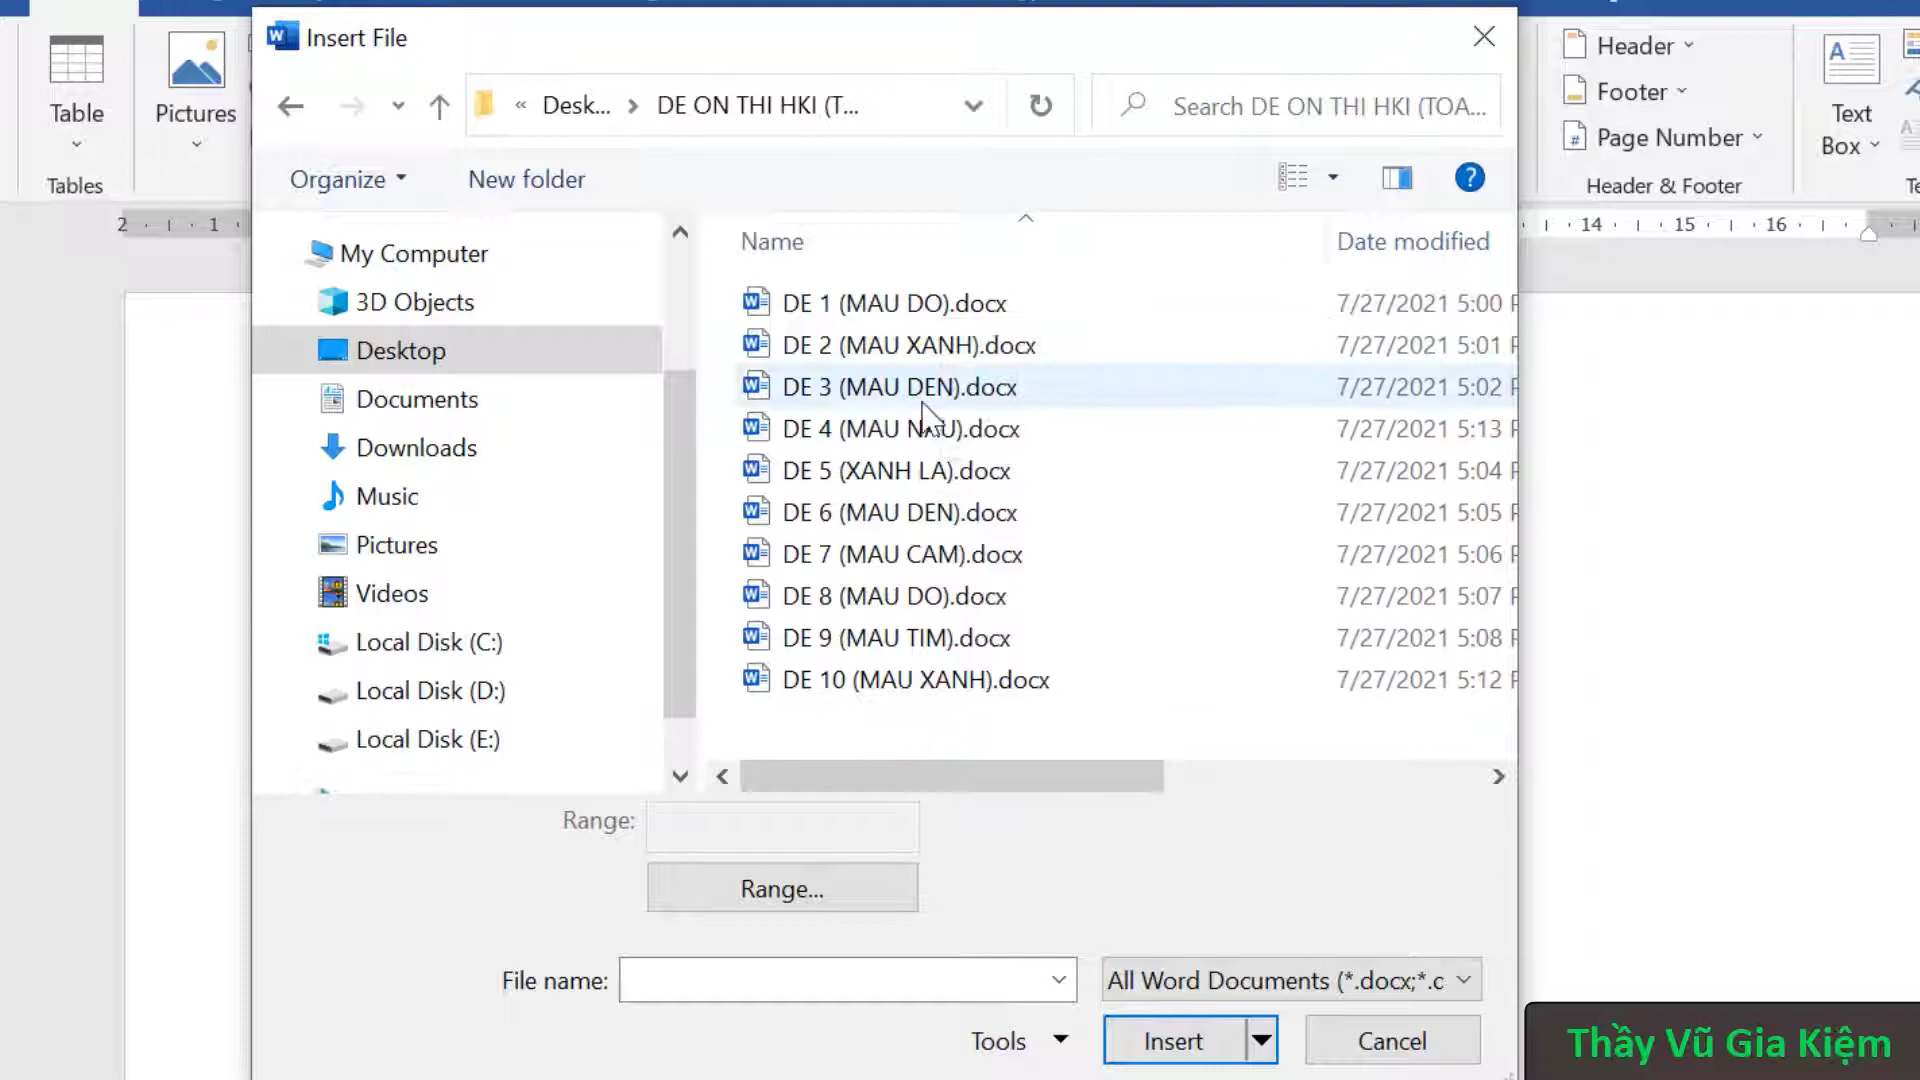 Insert File
Table
Pictures
Tables
« Desk... > DE ON THI HKI (T...
Search DE ON THI HKI (TOA...
Header
Footer
Page Number
Header & Footer
Text
Box
Organize
New folder
2 1
14 15 16
My Computer
3D Objects
Desktop
Documents
Downloads
Music
Pictures
Videos
Local Disk (C:)
Local Disk (D:)
Local Disk (E:)
Name Date modified
DE 1 (MAU DO).docx 7/27/2021 5:00
DE 2 (MAU XANH).docx 7/27/2021 5:01
DE 3 (MAU DEN).docx 7/27/2021 5:02
DE 4 (MAU NAU).docx 7/27/2021 5:13
DE 5 (XANH LA).docx 7/27/2021 5:04
DE 6 (MAU DEN).docx 7/27/2021 5:05
DE 7 (MAU CAM).docx 7/27/2021 5:06
DE 8 (MAU DO).docx 7/27/2021 5:07
DE 9 (MAU TIM).docx 7/27/2021 5:08
DE 10 (MAU XANH).docx 7/27/2021 5:12
Range:
Range...
File name:
All Word Documents (*.docx;*.c
Tools
Insert
Cancel
Thầy Vũ Gia Kiệm